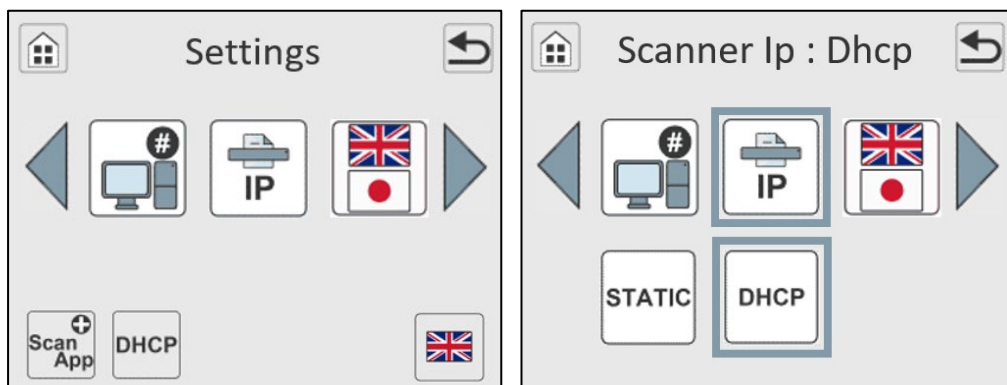 Settings
#
IP
Scan
App
DHCP
Scanner Ip : Dhcp
#
IP
STATIC
DHCP